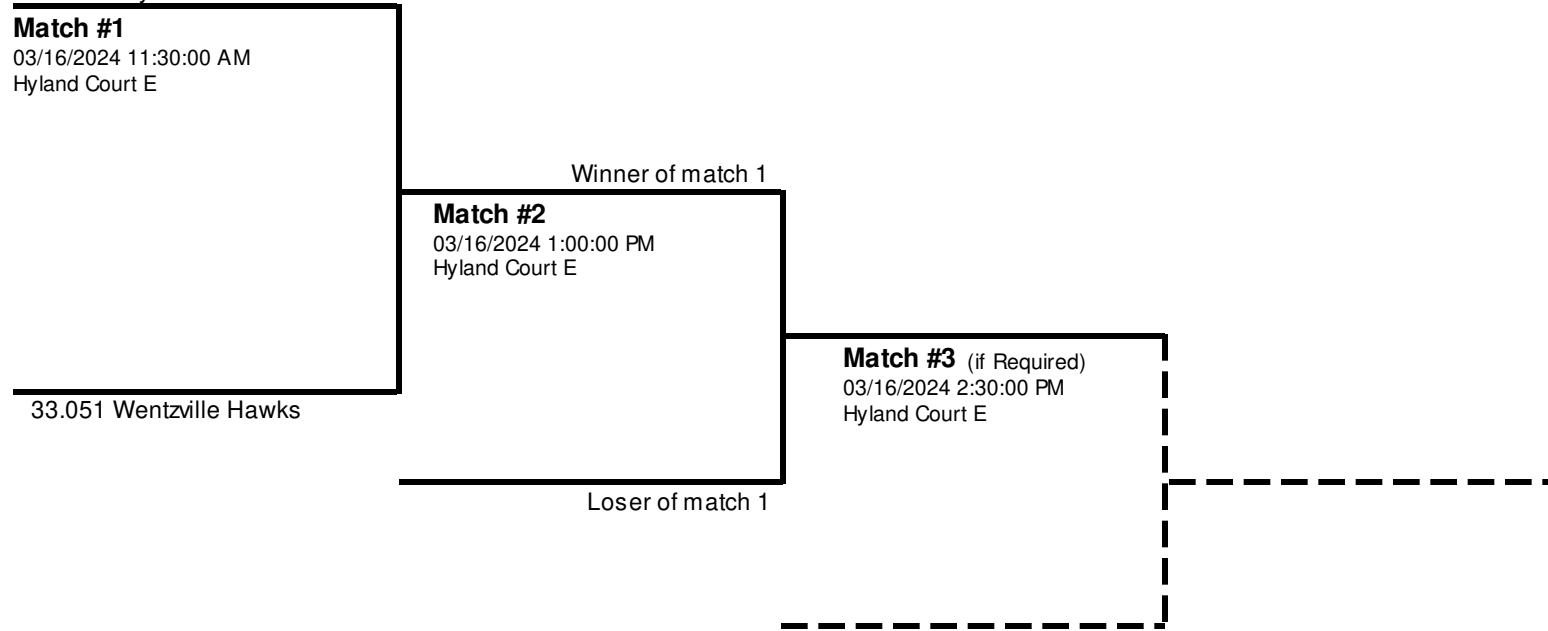 Match #1
03/16/2024 11:30:00 AM
Hyland Court E
Winner of match 1
Match #2
03/16/2024 1:00:00 PM
Hyland Court E
Match #3 (if Required)
03/16/2024 2:30:00 PM
Hyland Court E
33.051 Wentzville Hawks
Loser of match 1